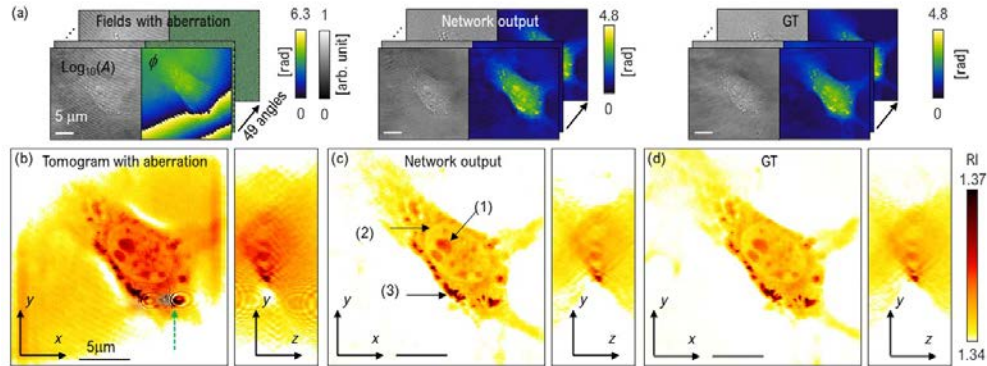 (a)
Fields with aberration
Log₁₀(A)
ϕ
5 μm
49 angles
6.3
[rad]
0
1
[arb. unit]
0
Network output
4.8
[rad]
0
GT
4.8
[rad]
0
(b)
Tomogram with aberration
y
x
5μm
y
z
(c)
Network output
(1)
(2)
(3)
y
x
y
z
(d)
GT
y
x
y
z
RI
1.37
1.34